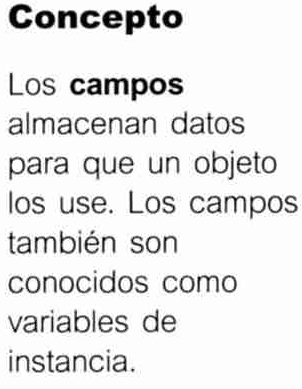 Concepto
Los campos
almacenan datos
para que un objeto
los use. Los campos
también son
conocidos como
variables de
instancia.